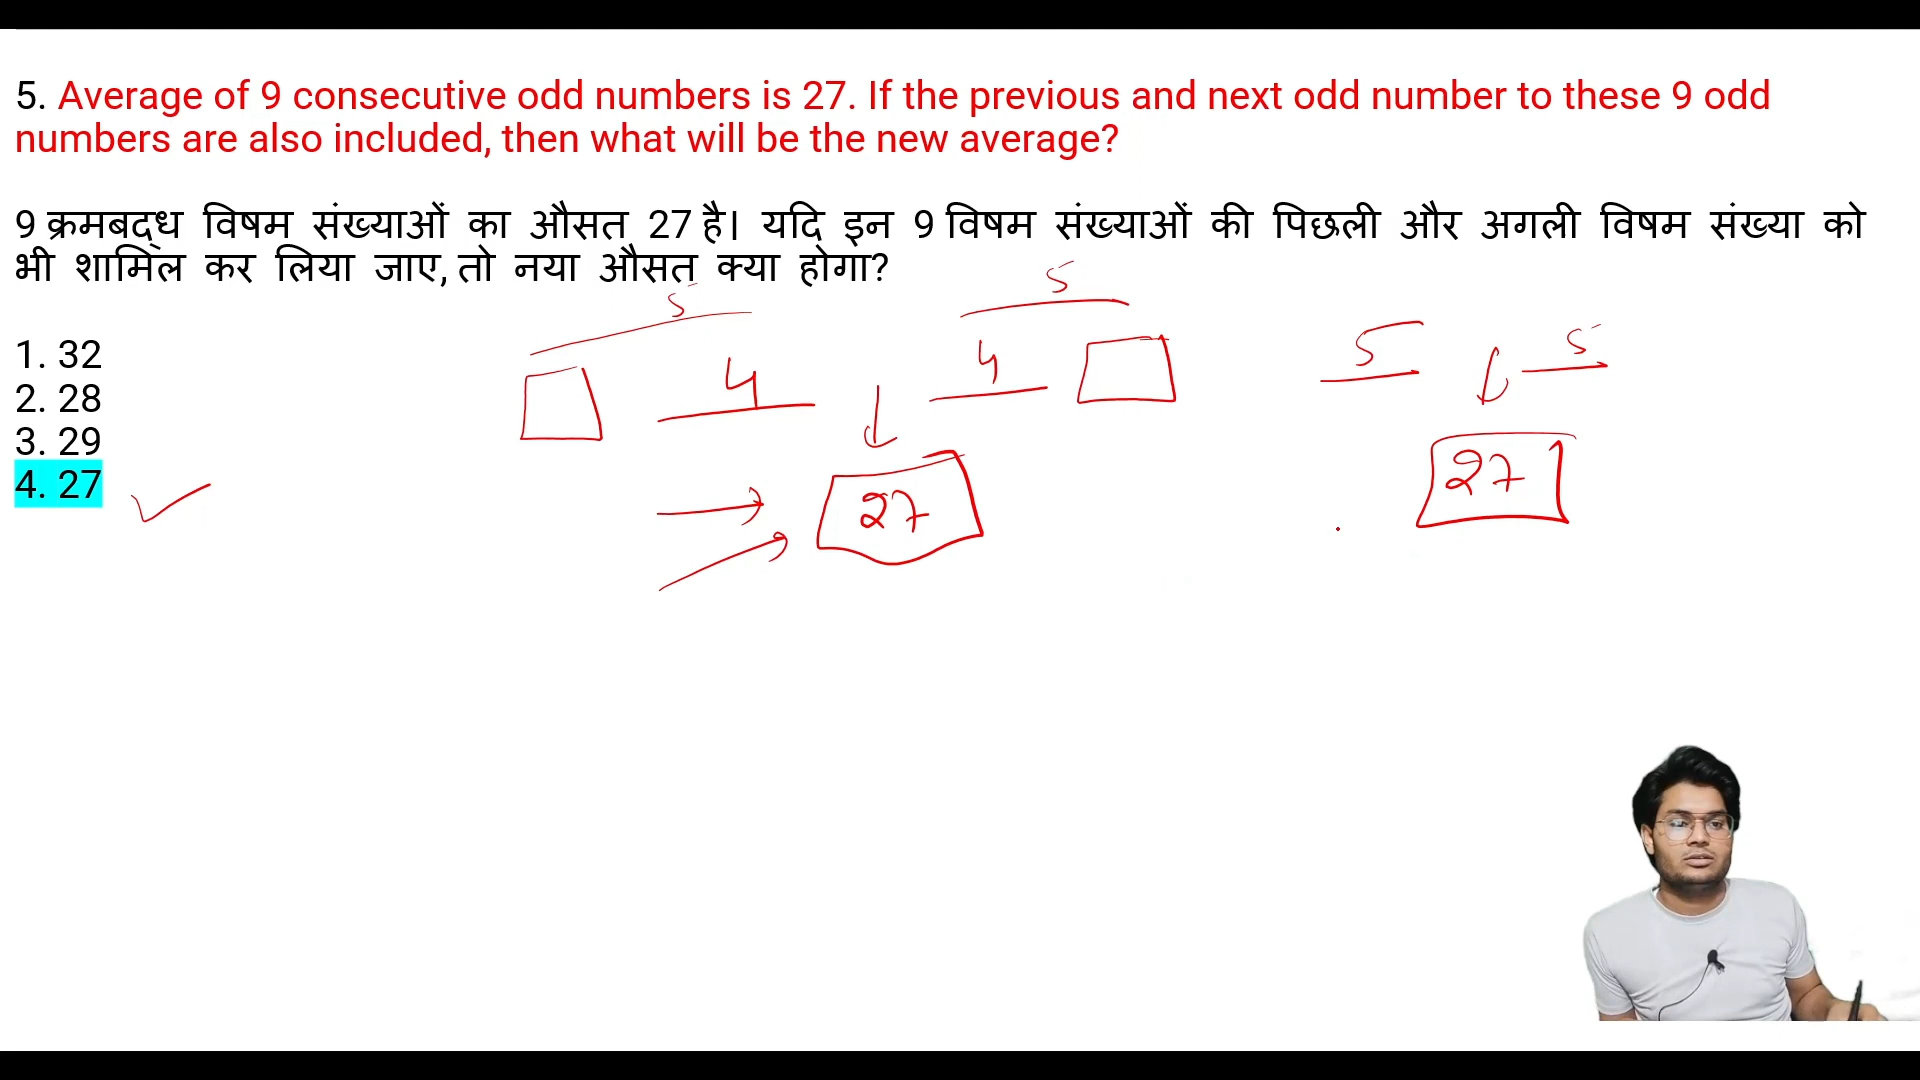 5. Average of 9 consecutive odd numbers is 27. If the previous and next odd number to these 9 odd
numbers are also included, then what will be the new average?
9 क्रमबद्ध विषम संख्याओं का औसत 27 है। यदि इन 9 विषम संख्याओं की पिछली और अगली विषम संख्या को
भी शामिल कर लिया जाए, तो नया औसत क्या होगा?
5 5
1. 32
2. 28
3. 29
4. 27
4 4
5 5
27
27